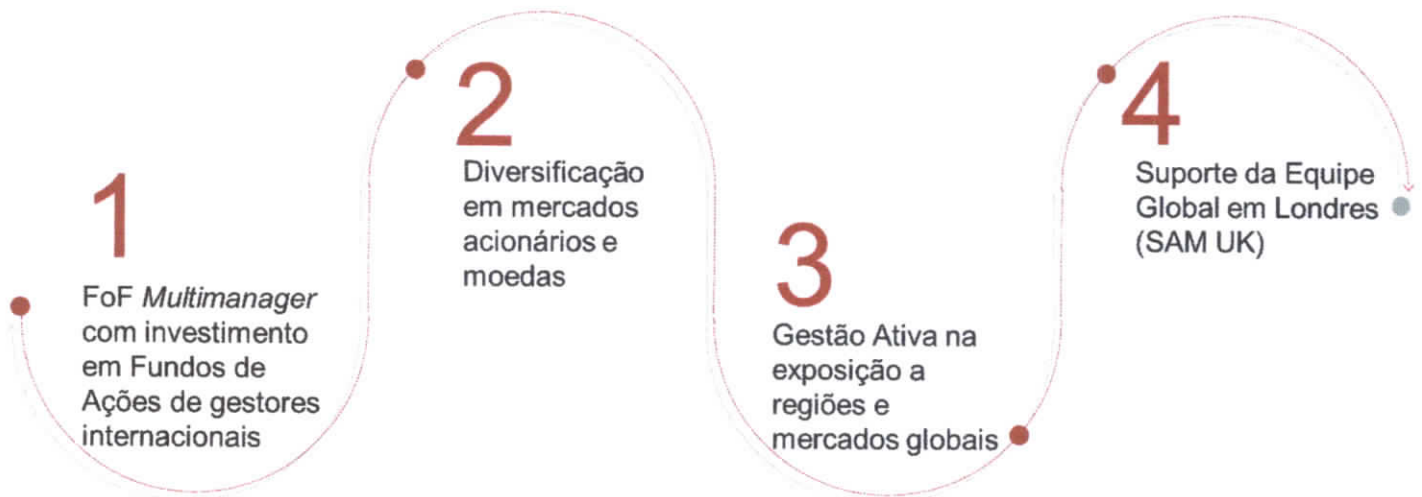 1
FoF Multimanager
com investimento
em Fundos de
Ações de gestores
internacionais
2
Diversificação
em mercados
acionários e
moedas
3
Gestão Ativa na
exposição a
regiões e
mercados globais
4
Suporte da Equipe
Global em Londres
(SAM UK)